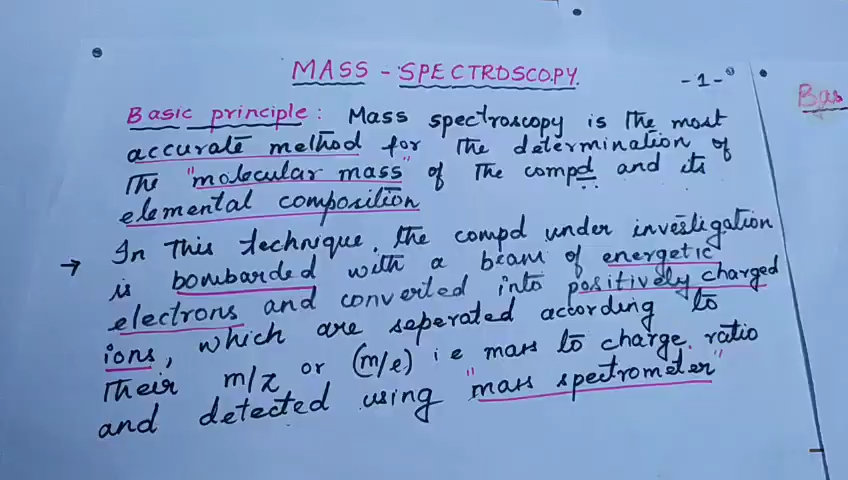 MASS - SPECTROSCOPY
-1-
Basic principle: Mass spectroscopy is the most
accurate method for the determination of
the "molecular mass" of the compd and its
elemental composition
→ In this technique, the compd under investigation
is bombarded with a beam of energetic
electrons and converted into positively charged
ions, which are seperated according to
their m/z or (m/e) ie mass to charge ratio
and detected using "mass spectrometer"
Bas